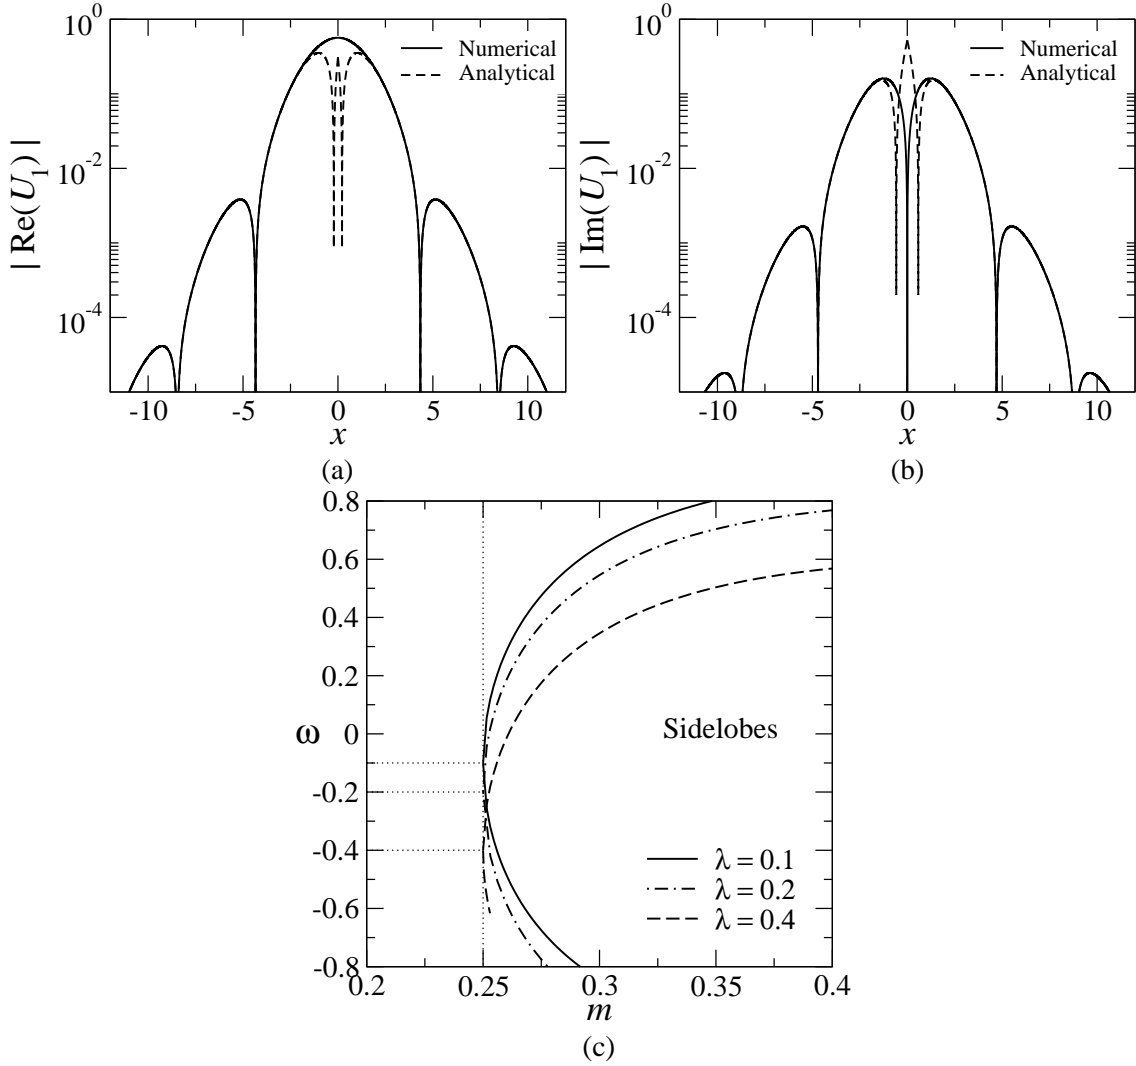 10^0
10^-2
10^-4
| Re(U_1) |
Numerical
Analytical
-10 -5 0 5 10
x
(a)
10^0
10^-2
10^-4
| Im(U_1) |
Numerical
Analytical
-10 -5 0 5 10
x
(b)
0.8
0.6
0.4
0.2
0
-0.2
-0.4
-0.6
-0.8
ω
Sidelobes
λ = 0.1
λ = 0.2
λ = 0.4
0.2 0.25 0.3 0.35 0.4
m
(c)